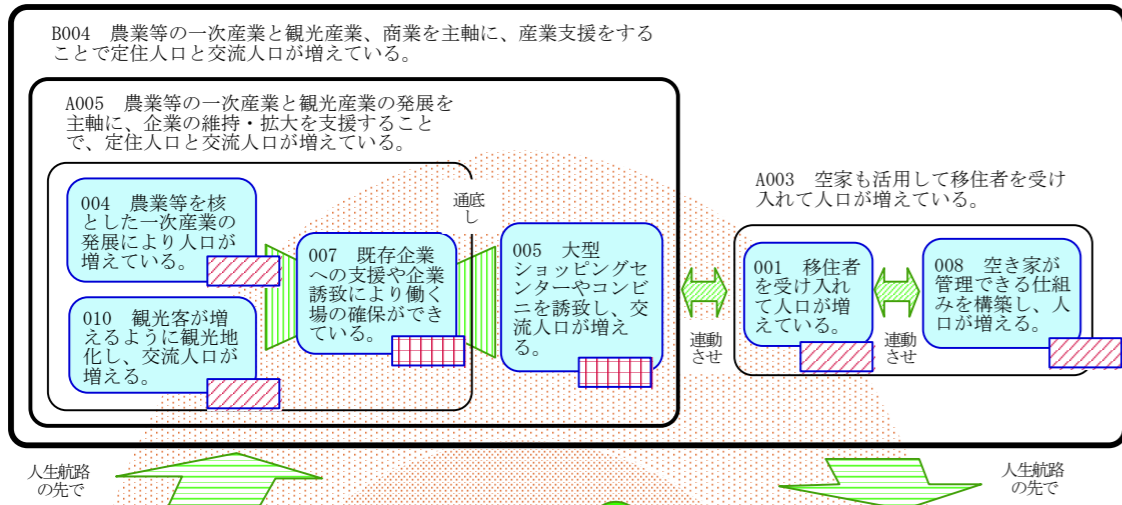 B004　農業等の一次産業と観光産業、商業を主軸に、産業支援をする
ことで定住人口と交流人口が増えている。
A005　農業等の一次産業と観光産業の発展を
主軸に、企業の維持・拡大を支援すること
で、定住人口と交流人口が増えている。
004　農業等を核
とした一次産業の
発展により人口が
増えている。
010　観光客が増
えるように観光地
化し、交流人口が
増える。
007　既存企業
への支援や企業
誘致により働く
場の確保ができ
ている。
通底
し
005　大型
ショッピングセ
ンターやコンビ
ニを誘致し、交
流人口が増え
る。
連動
させ
A003　空家も活用して移住者を受け
入れて人口が増えている。
001　移住者
を受け入れ
て人口が増
えている。
連動
させ
008　空き家が
管理できる仕組
みを構築し、人
口が増える。
人生航路
の先で
人生航路
の先で